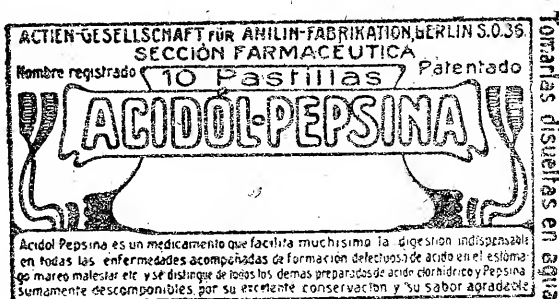 ACTIEN-GESELLSCHAFT FÜR ANILIN-FABRIKATION, BERLIN S.O.36.
SECCIÓN FARMACEUTICA
Nombre registrado
10 Pastillas
Patentado
ACIDOL-PEPSINA
Acidol Pepsina, es un medicamento que facilita muchisimo la digestion indispensable
en todas las enfermedades acompañadas de formación defectuosa de acido en el estóma-
go mareo malestar etc y se distingue de todos los demas preparados de acido clorhidrico y Pepsina
sumamente descomponibles, por su excelente conservacion y su sabor agradable
Tomarlas disueltas en agua